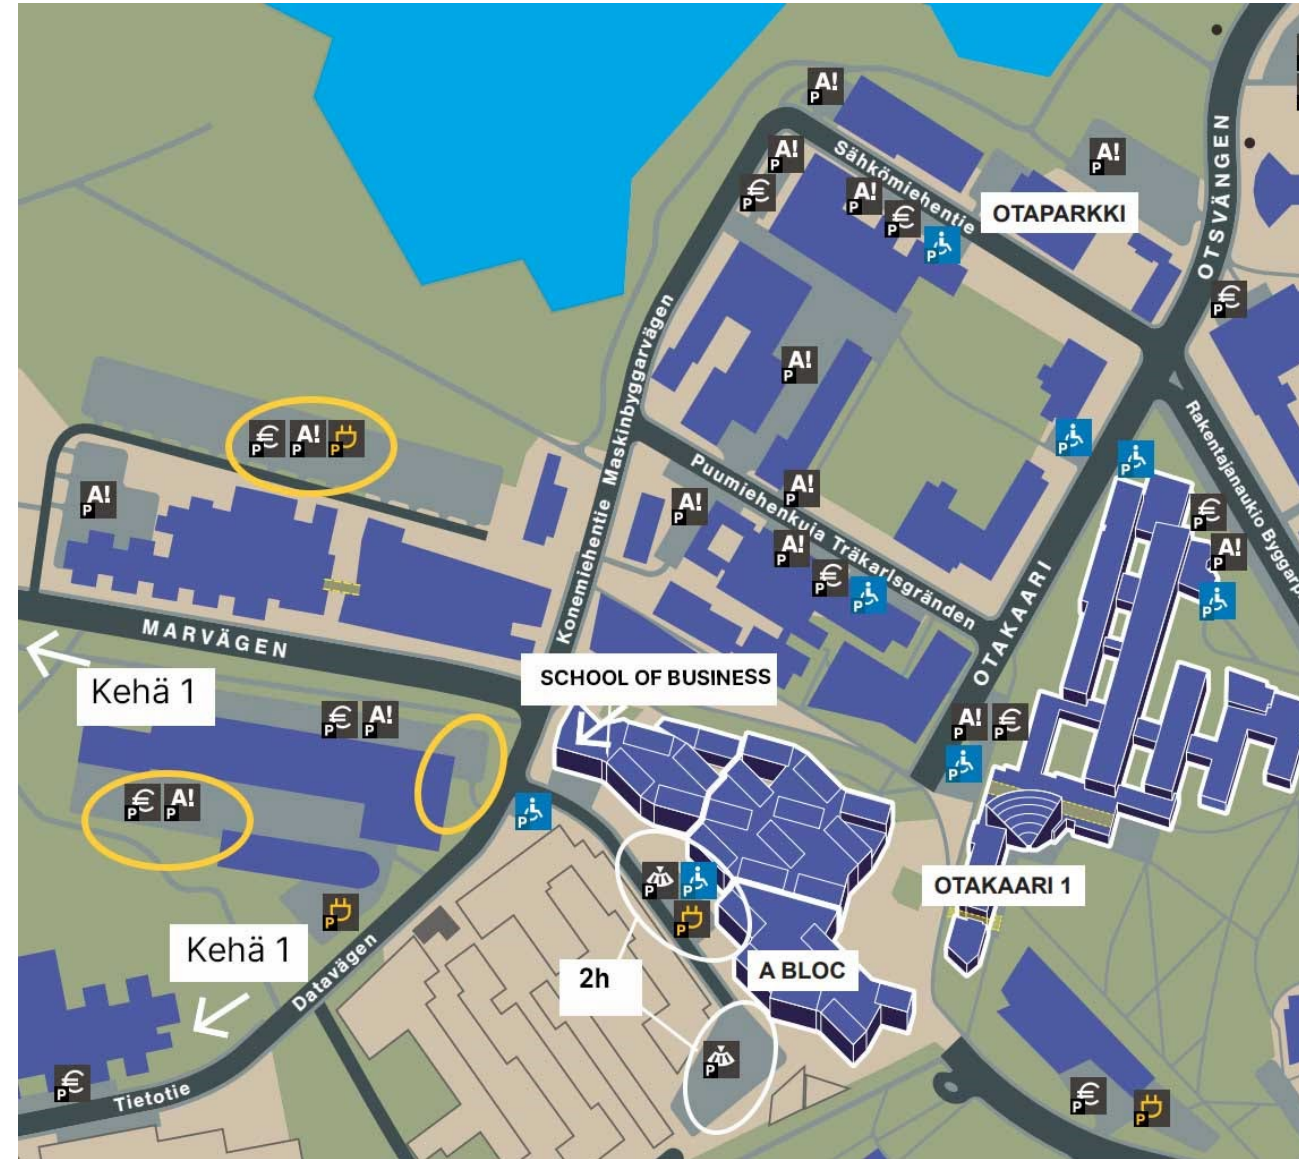 A!
P
A!
P
€
P
A!
P
€
P
Sähkömiehentie
P
A!
P
OTAPARKKI
OTSVÄNGEN
€
P
Konemiehentie Maskinbyggarvägen
A!
P
P
P
Rakentajanaukio Byggarp
€
P
A!
P
P
A!
P
Puumiehenkuja Träkarlsgränden
A!
P
A!
P
A!
P
€
P
P
€
P
A!
P
P
OTAKAARI
MARVÄGEN
Kehä 1
SCHOOL OF BUSINESS
€
P
A!
P
A!
P
€
P
P
€
P
A!
P
P
P
P
P
OTAKAARI 1
P
Kehä 1
Datavägen
2h
A BLOC
P
€
P
Tietotie
€
P
P